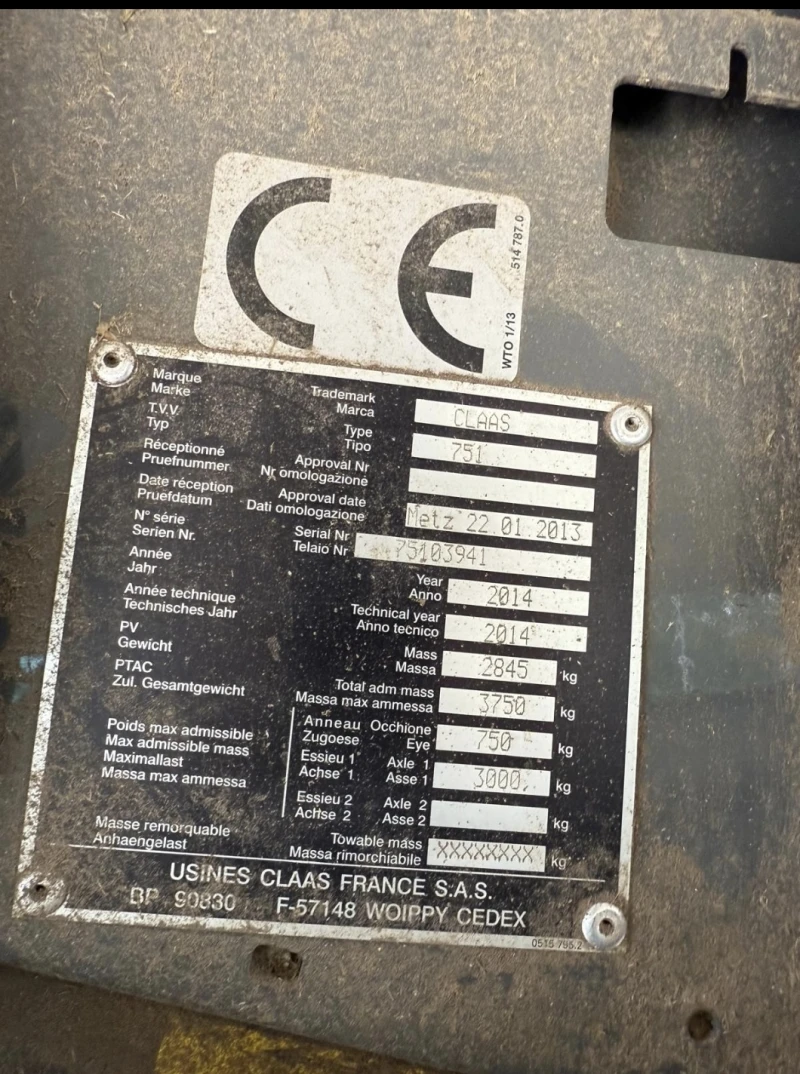 CE
514 787.0
WTO 1/13
Marque
Marke
Trademark
Marca
CLAAS
T.V.V.
Typ
Type
Tipo
751
Réceptionné
Pruefnummer
Approval Nr
Nr omologazione
Date réception
Pruefdatum
Approval date
Dati omologazione
Metz 22.01.2013
N° série
Serien Nr.
Serial Nr
Telaio Nr
75103941
Année
Jahr
Year
Anno
2014
Année technique
Technisches Jahr
Technical year
Anno tecnico
2014
PV
Gewicht
Mass
Massa
2845 kg
PTAC
Zul. Gesamtgewicht
Total adm mass
Massa max ammessa
3750 kg
Poids max admissible
Max admissible mass
Maximallast
Massa max ammessa
Anneau Occhione
Zugoese Eye
750 kg
Essieu 1 Axle 1
Achse 1. Asse 1
3000 kg
Essieu 2 Axle 2
Achse 2 Asse 2
kg
Masse remorquable
Anhaengelast
Towable mass
Massa rimorchiabile
XXXXXXXX kg
USINES CLAAS FRANCE S.A.S.
BP 90830 F-57148 WOIPPY CEDEX